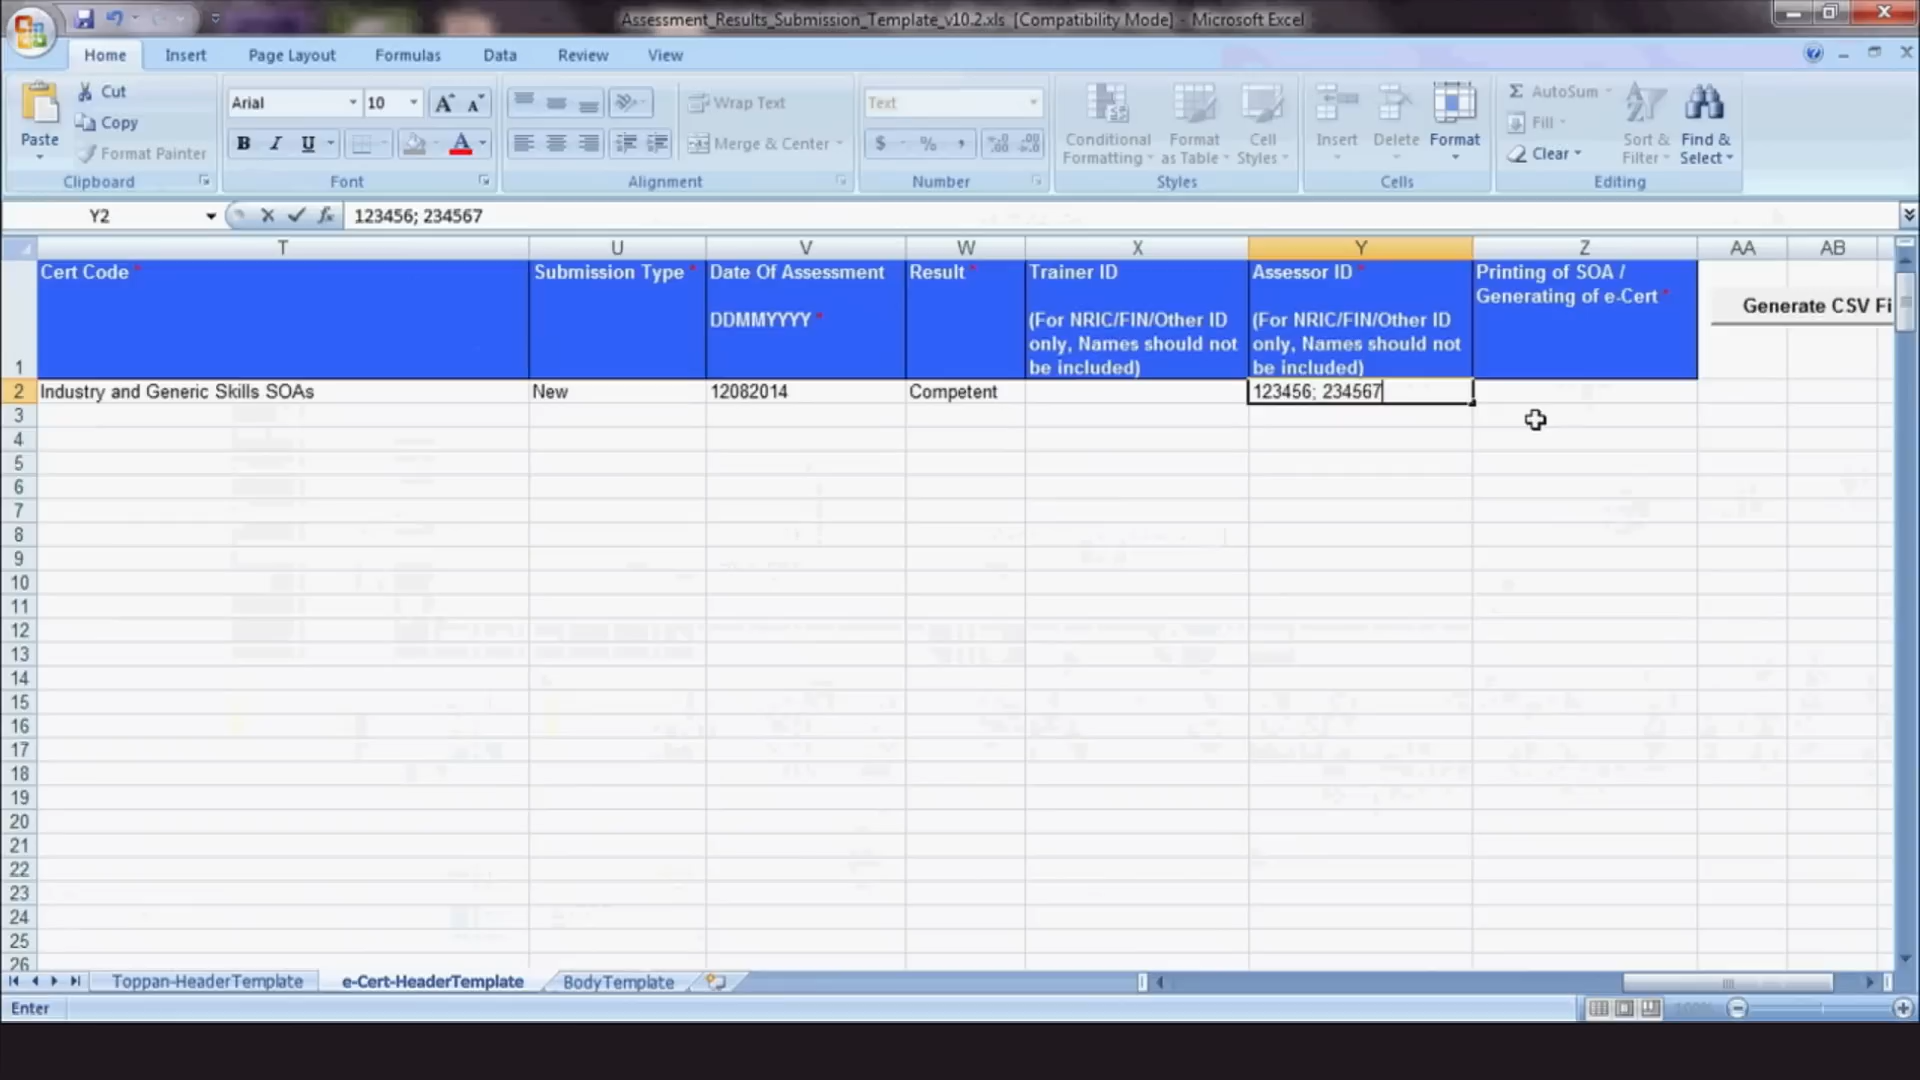 Assessment_Results_Submission_Template_v10.2.xls [Compatibility Mode] - Microsoft Excel
Home Insert Page Layout Formulas Data Review View
Paste
Cut
Copy
Format Painter
Clipboard
Arial 10
B I U
Font
Wrap Text
Merge & Center
Alignment
Text
$ % ,
Number
Conditional Formatting
Format as Table
Cell Styles
Styles
Insert Delete Format
Cells
Σ AutoSum
Fill
Clear
Sort & Filter
Find & Select
Editing
Y2 fx 123456; 234567
T U V W X Y Z AA AB
1
Cert Code *
Submission Type *
Date Of Assessment
DDMMYYYY *
Result *
Trainer ID
(For NRIC/FIN/Other ID
only, Names should not
be included)
Assessor ID *
(For NRIC/FIN/Other ID
only, Names should not
be included)
Printing of SOA /
Generating of e-Cert *
Generate CSV Fi
2 Industry and Generic Skills SOAs New 12082014 Competent 123456; 234567
3
4
5
6
7
8
9
10
11
12
13
14
15
16
17
18
19
20
21
22
23
24
25
26
Toppan-HeaderTemplate e-Cert-HeaderTemplate BodyTemplate
Enter 100%